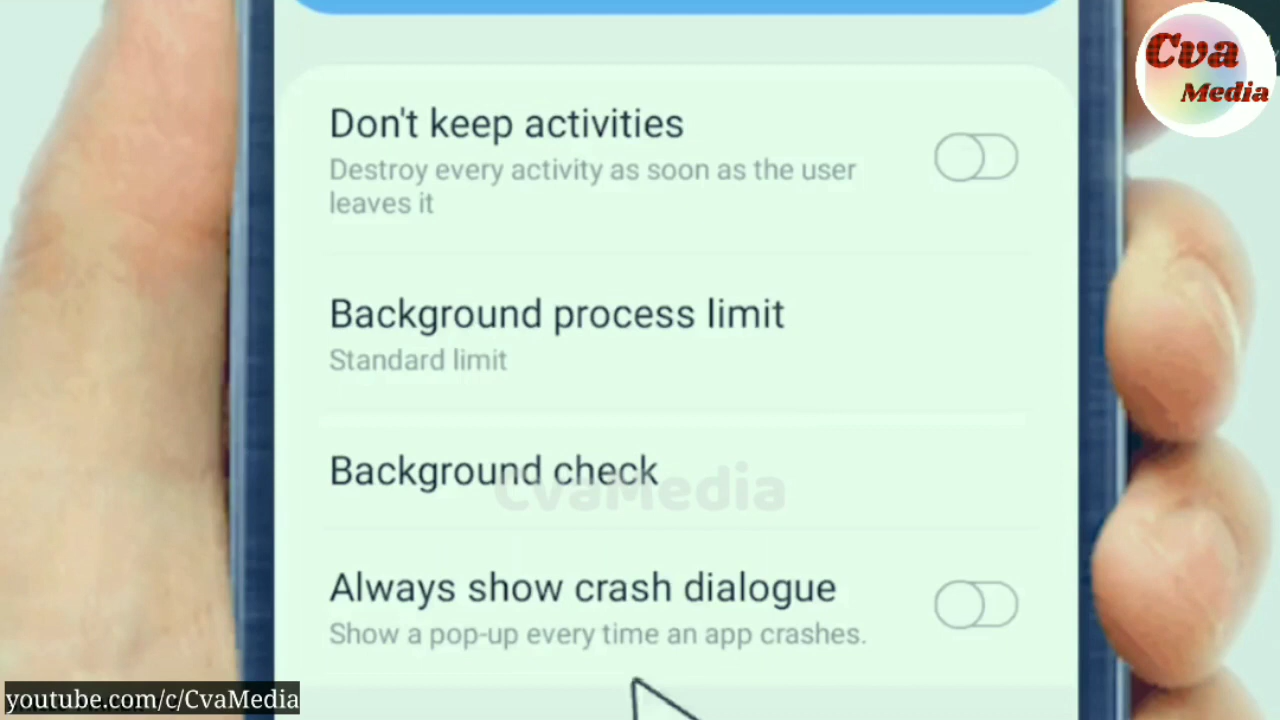 Cva
Media
Don't keep activities
Destroy every activity as soon as the user
leaves it
Background process limit
Standard limit
Background check
CvaMedia
Always show crash dialogue
Show a pop-up every time an app crashes.
youtube.com/c/CvaMedia